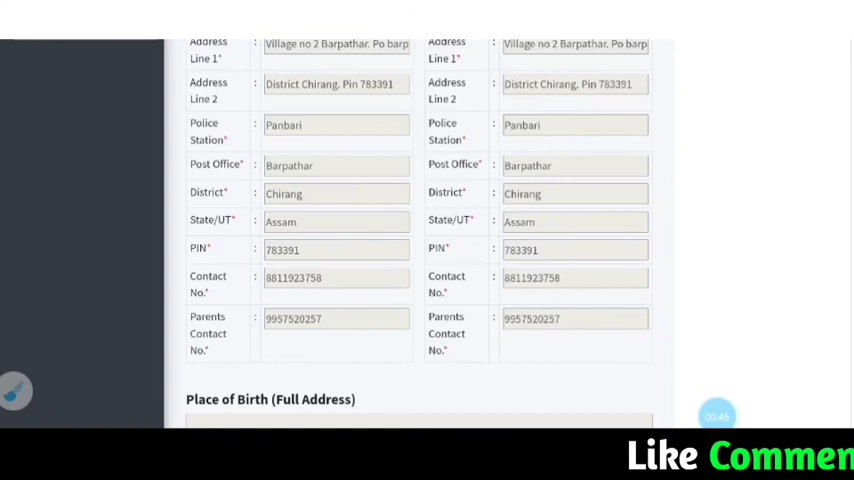 Address : Village no 2 Barpathar. Po barp Address : Village no 2 Barpathar. Po barp
Line 1* Line 1*
Address : District Chirang. Pin 783391 Address : District Chirang. Pin 783391
Line 2 Line 2
Police : Panbari Police : Panbari
Station* Station*
Post Office* : Barpathar Post Office* : Barpathar
District* : Chirang District* : Chirang
State/UT* : Assam State/UT* : Assam
PIN* : 783391 PIN* : 783391
Contact : 8811923758 Contact : 8811923758
No.* No.*
Parents : 9957520257 Parents : 9957520257
Contact Contact
No.* No.*
Place of Birth (Full Address)
00:46
Like Commen